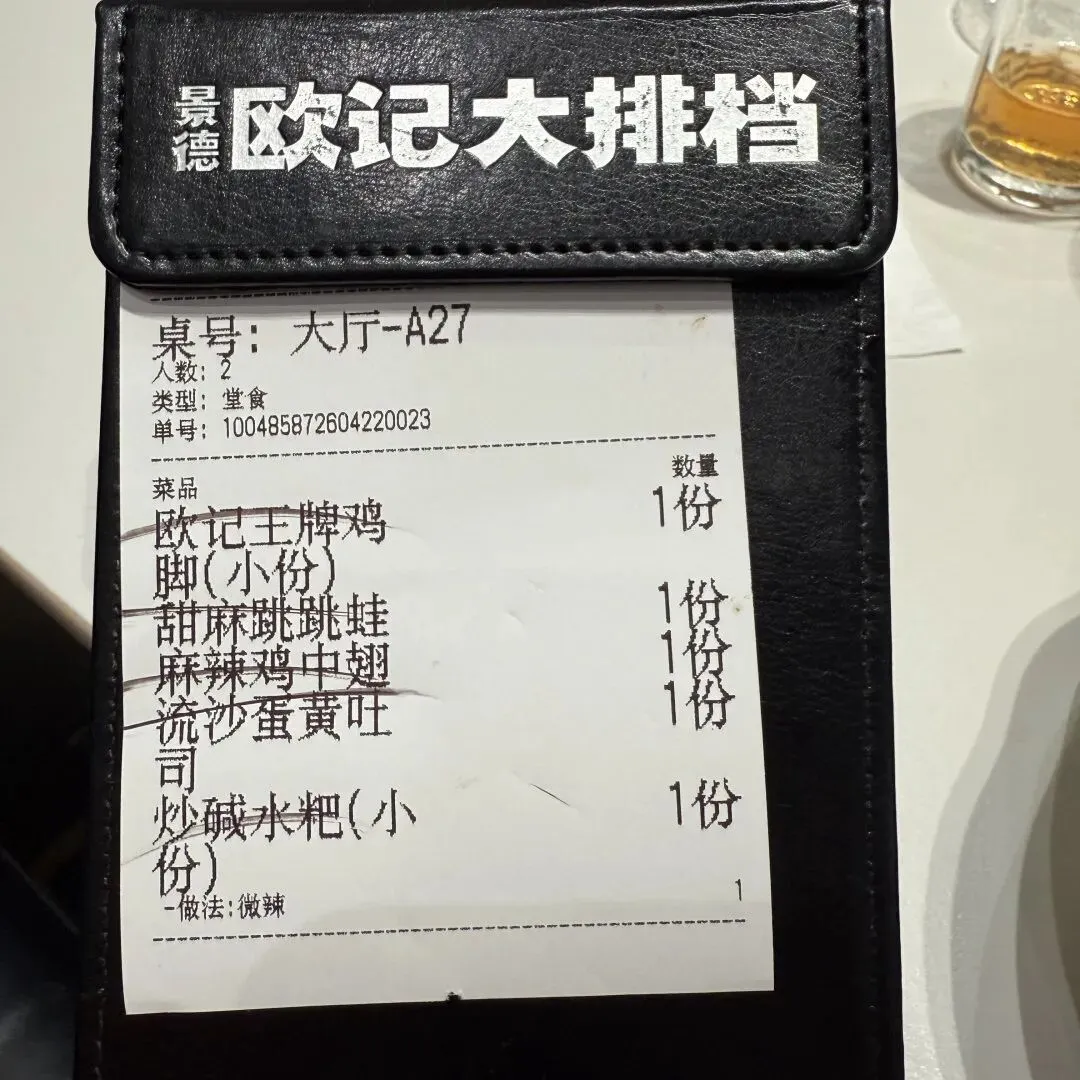 景德 欧记大排档
桌号: 大厅-A27
人数: 2
类型: 堂食
单号: 100485872604220023
菜品 数量
欧记王牌鸡 1份
脚(小份)
甜麻跳跳蛙 1份
麻辣鸡中翅 1份
流沙蛋黄吐 1份
司
炒碱水粑(小 1份
份)
-做法:微辣 1